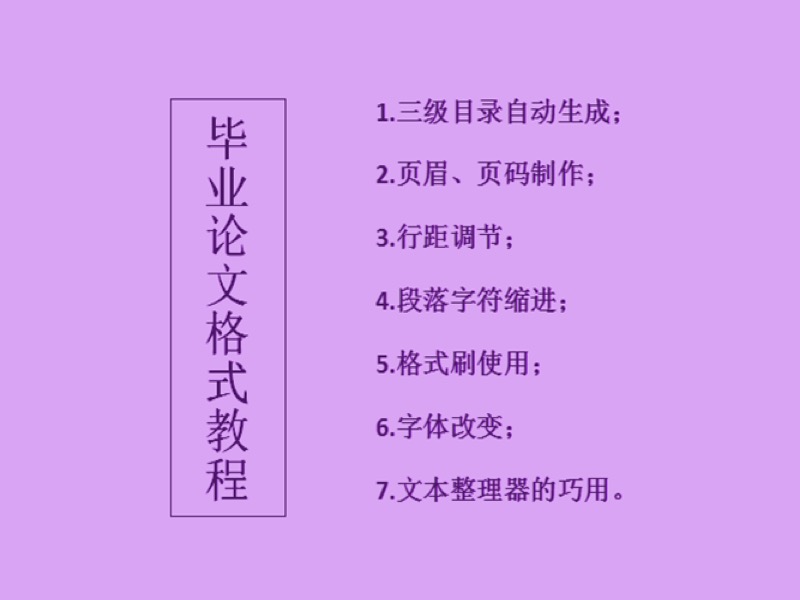 毕业论文格式教程
1.三级目录自动生成；
2.页眉、页码制作；
3.行距调节；
4.段落字符缩进；
5.格式刷使用；
6.字体改变；
7.文本整理器的巧用。